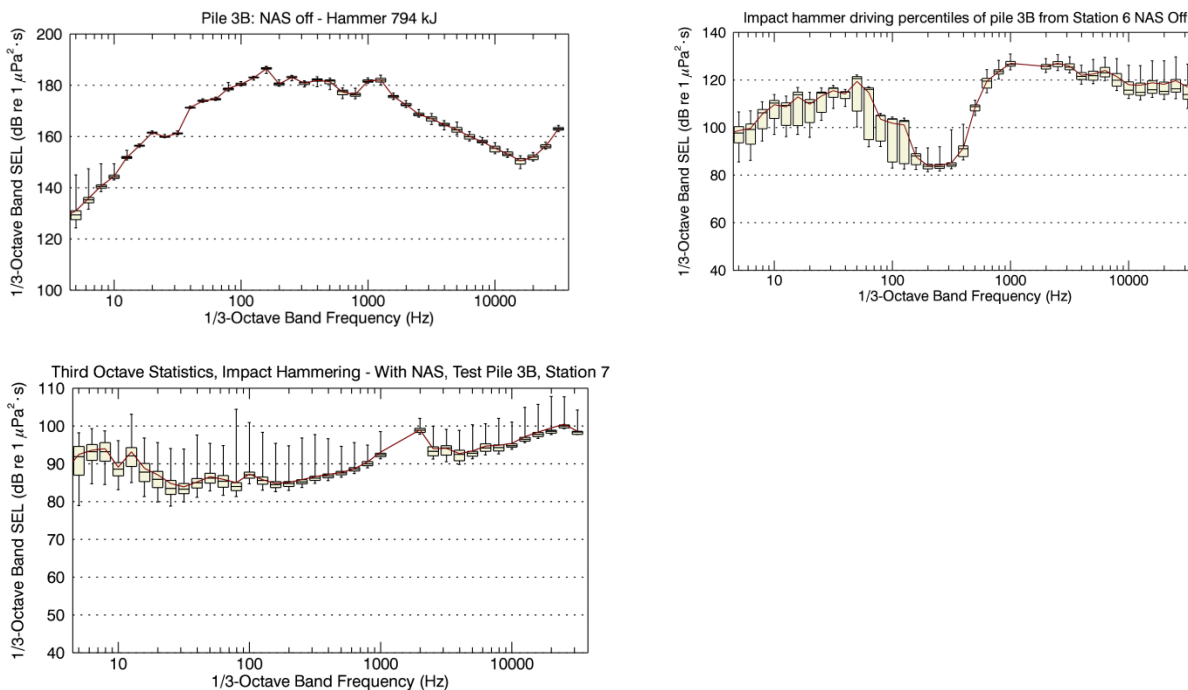 Pile 3B: NAS off - Hammer 794 kJ
1/3-Octave Band SEL (dB re 1 μPa²·s)
200
180
160
140
120
100
10 100 1000 10000
1/3-Octave Band Frequency (Hz)
Impact hammer driving percentiles of pile 3B from Station 6 NAS Off
1/3-Octave Band SEL (dB re 1 μPa²·s)
140
120
100
80
60
40
10 100 1000 10000
1/3-Octave Band Frequency (Hz)
Third Octave Statistics, Impact Hammering - With NAS, Test Pile 3B, Station 7
1/3-Octave Band SEL (dB re 1 μPa²·s)
110
100
90
80
70
60
50
40
10 100 1000 10000
1/3-Octave Band Frequency (Hz)